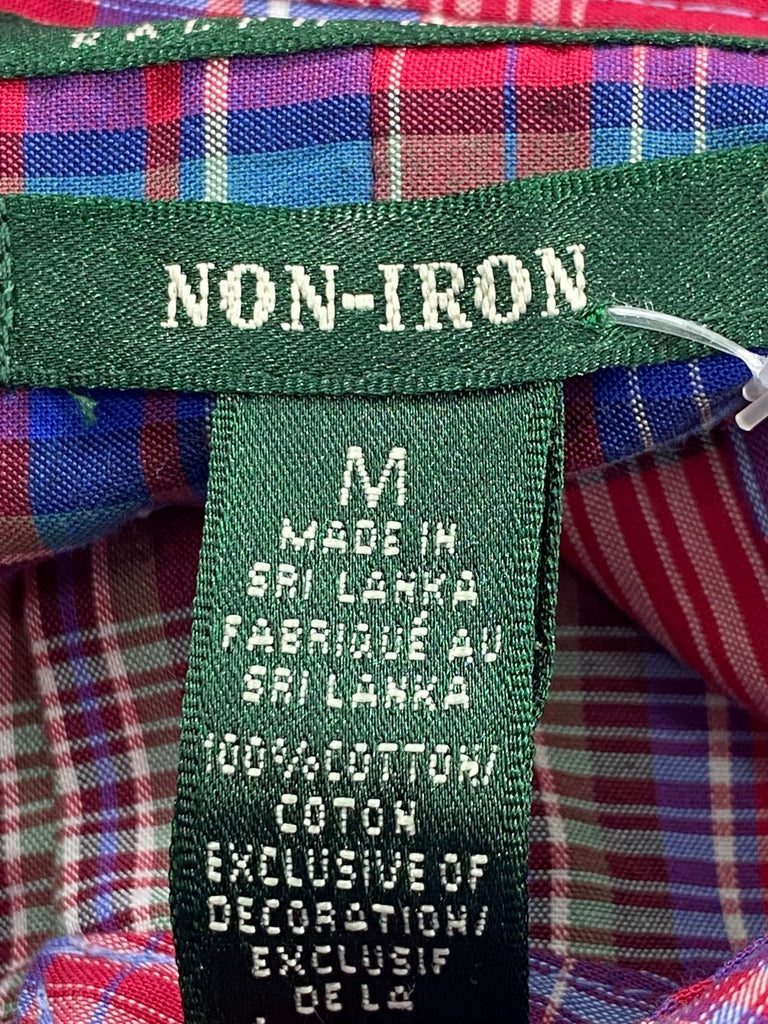 NON-IRON
M
MADE IN
SRI LANKA
FABRIQUÉ AU
SRI LANKA
100% COTTON/
COTON
EXCLUSIVE OF
DECORATION/
EXCLUSIF
DE LA